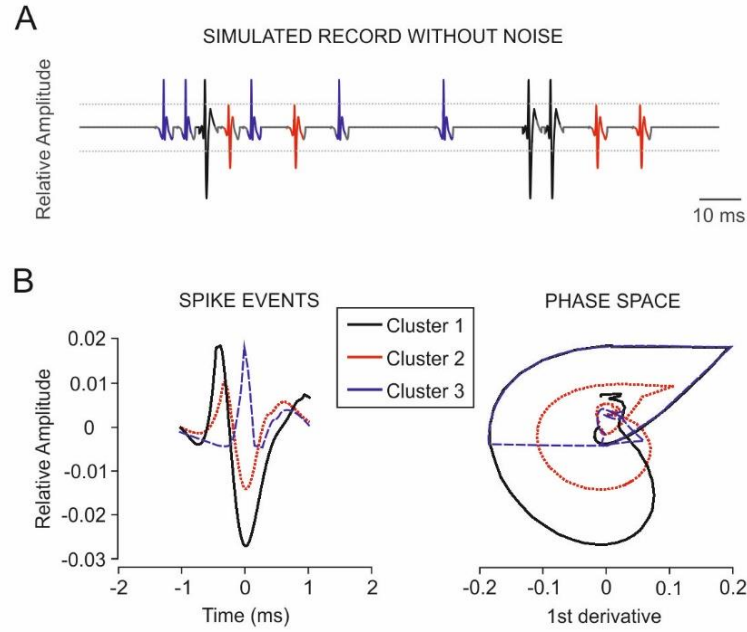 A
SIMULATED RECORD WITHOUT NOISE
Relative Amplitude
10 ms
B
SPIKE EVENTS
PHASE SPACE
Cluster 1
Cluster 2
Cluster 3
Relative Amplitude
0.02
0.01
0
-0.01
-0.02
-0.03
-2
-1
0
1
2
Time (ms)
-0.2
-0.1
0
0.1
0.2
1st derivative